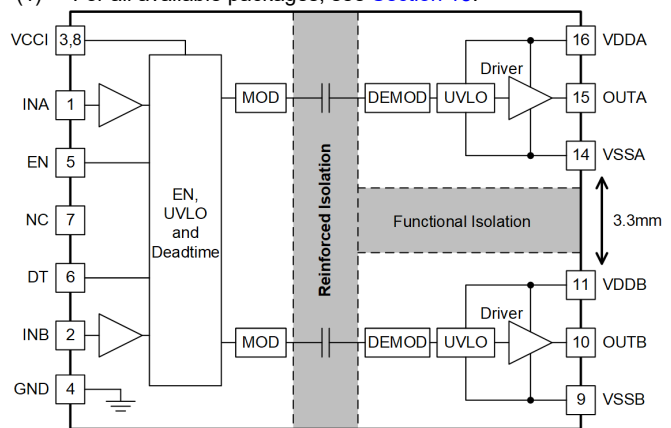 (1) For all available packages, see Section 13.
VCCI 3,8
INA 1
EN 5
NC 7
DT 6
INB 2
GND 4
EN,
UVLO
and
Deadtime
MOD
MOD
Reinforced Isolation
DEMOD UVLO
Driver
Functional Isolation
DEMOD UVLO
Driver
16 VDDA
15 OUTA
14 VSSA
3.3mm
11 VDDB
10 OUTB
9 VSSB